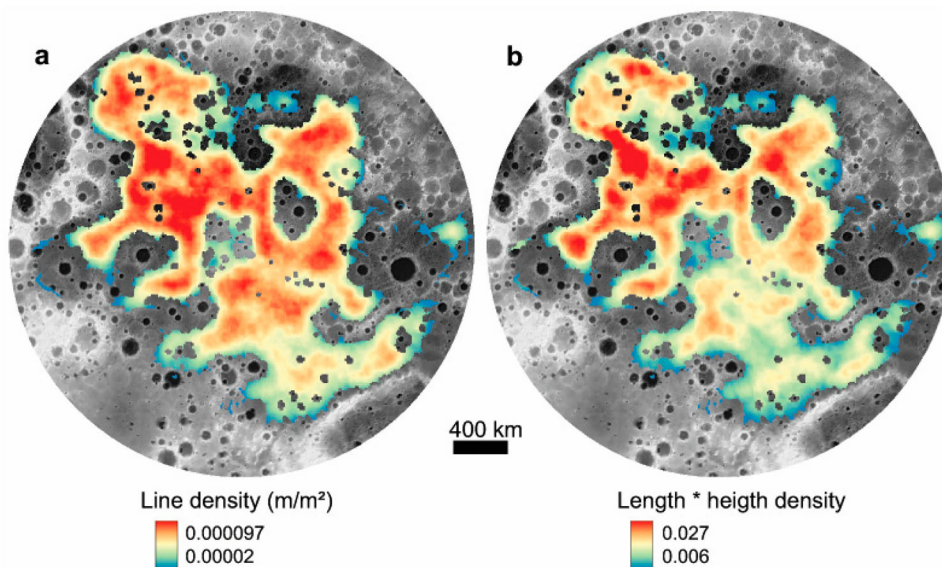 a
b
400 km
Line density (m/m²)
0.000097
0.00002
Length * heigth density
0.027
0.006